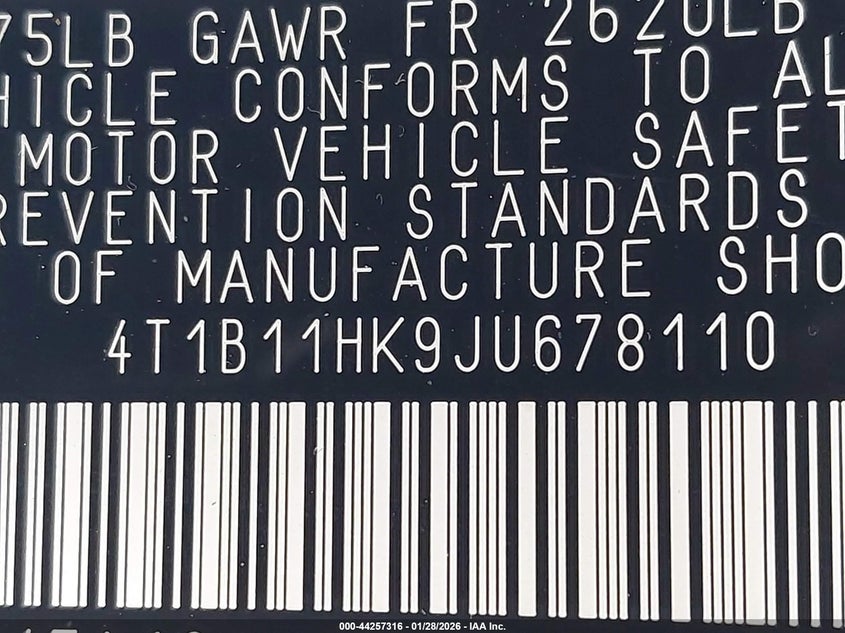 75LB GAWR FR 2620LB
HICLE CONFORMS TO AL
MOTOR VEHICLE SAFET
REVENTION STANDARDS
OF MANUFACTURE SHO
4T1B11HK9JU678110
000-44257316 - 01/28/2026 - IAA Inc.